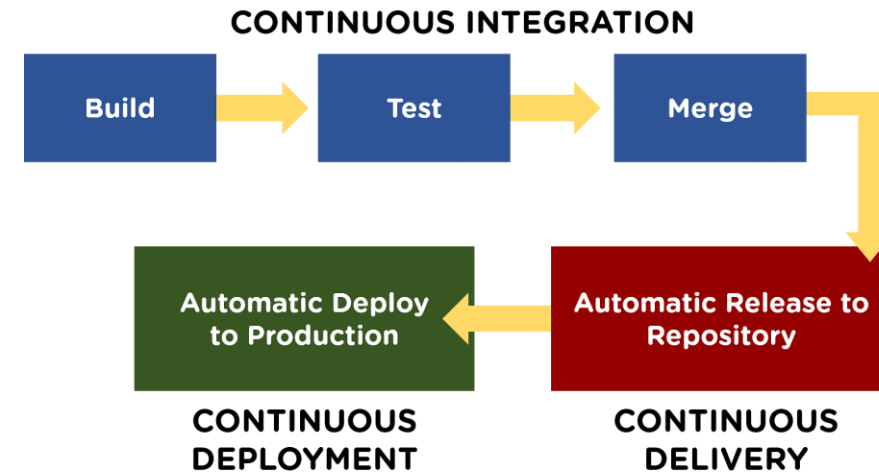 CONTINUOUS INTEGRATION
Build
Test
Merge
Automatic Deploy
to Production
Automatic Release to
Repository
CONTINUOUS
DEPLOYMENT
CONTINUOUS
DELIVERY